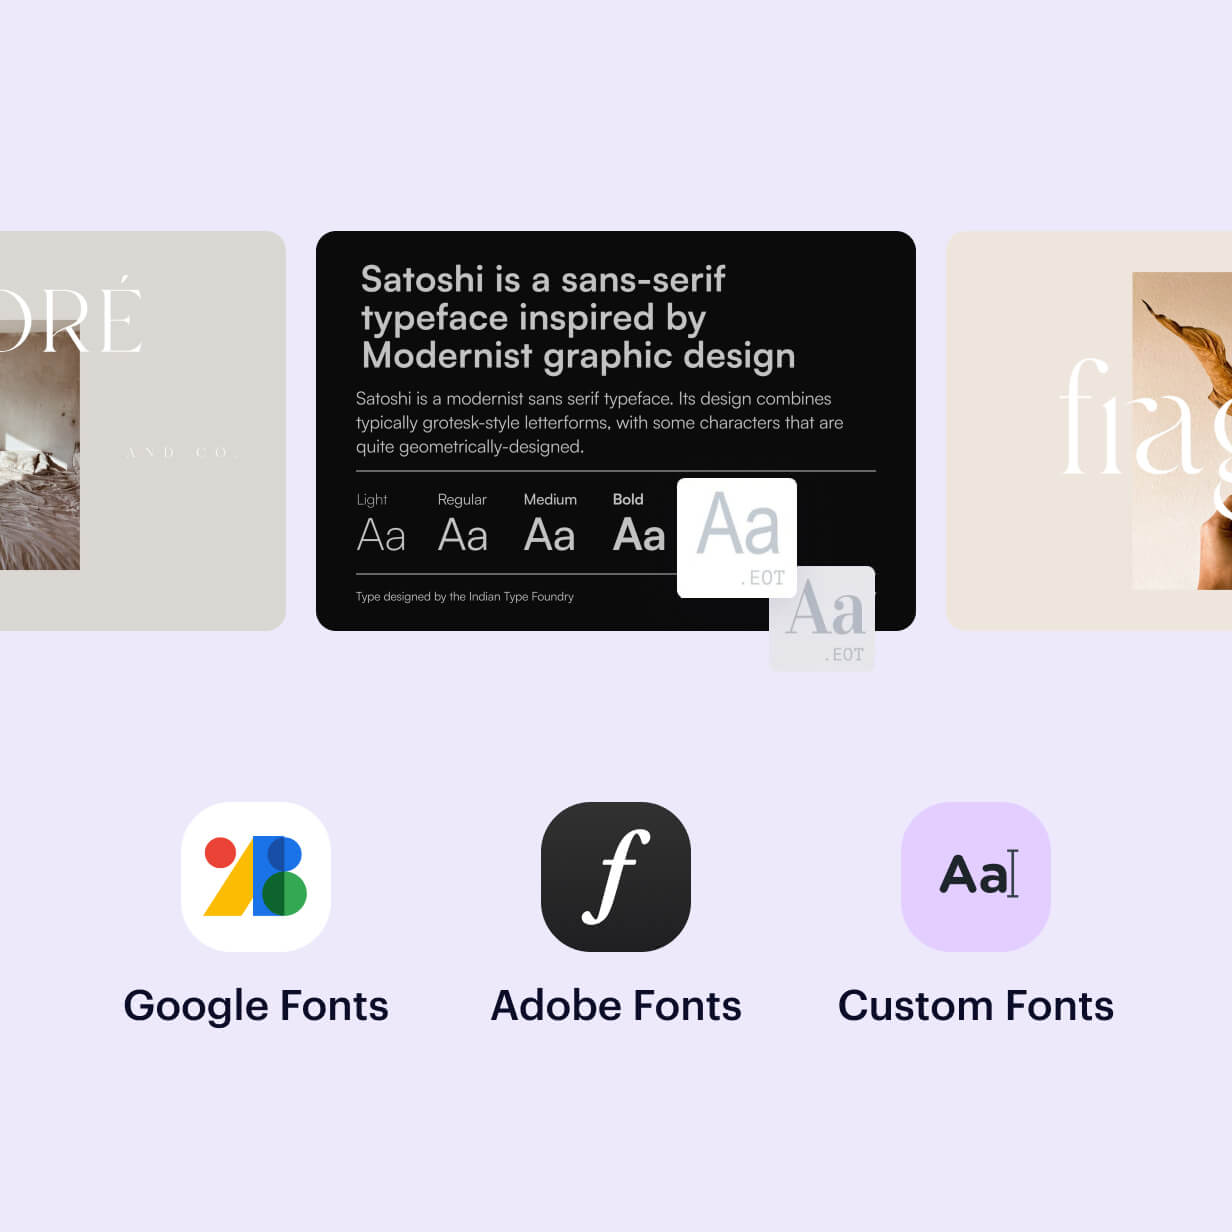 ORÉ
AND CO.
Satoshi is a sans-serif
typeface inspired by
Modernist graphic design
Satoshi is a modernist sans serif typeface. Its design combines
typically grotesk-style letterforms, with some characters that are
quite geometrically-designed.
Light Regular Medium Bold
Aa Aa Aa Aa
Type designed by the Indian Type Foundry
Aa
.EOT
Aa
.EOT
frag
f
Aa
Google Fonts Adobe Fonts Custom Fonts